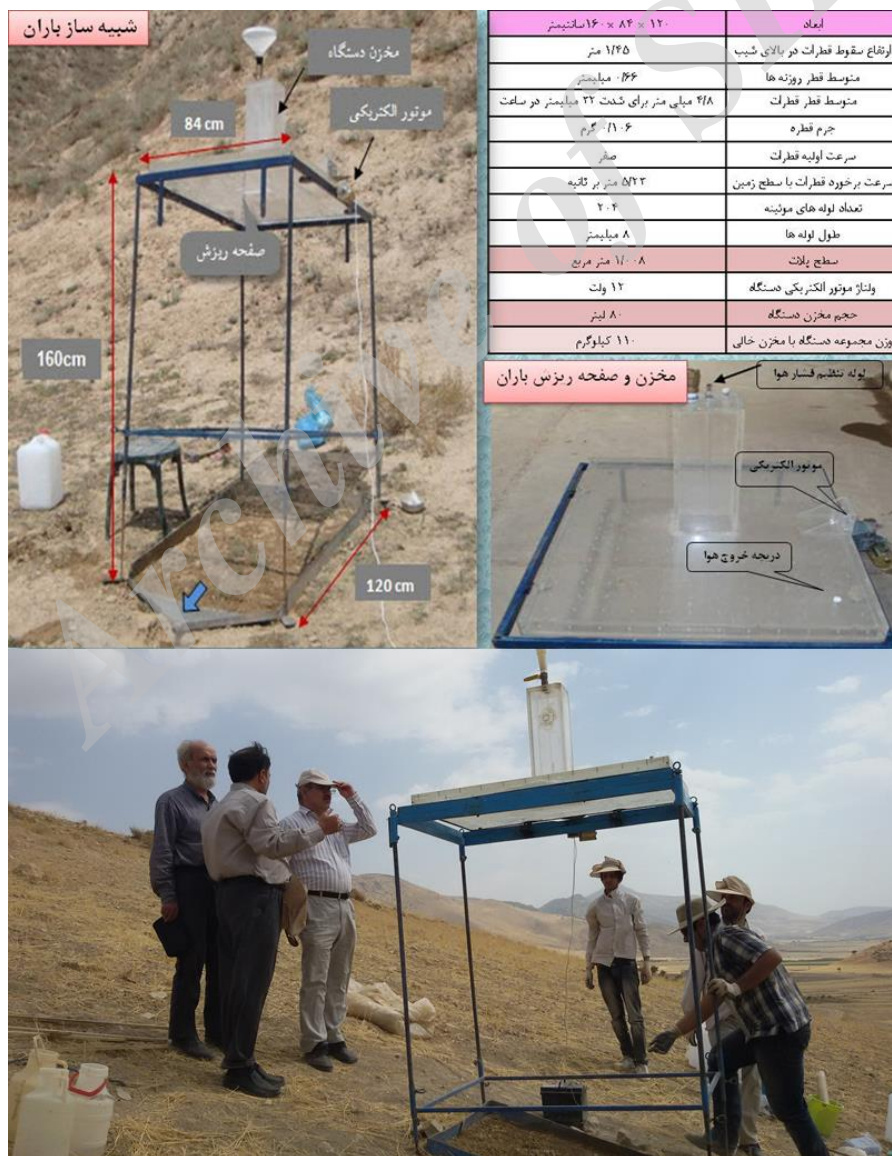 شبیه ساز باران
مخزن دستگاه
موتور الکتریکی
84 cm
صفحه ریزش
160cm
120 cm
ابعاد	۱۲۰ × ۸۴ × ۱۶۰ سانتیمتر
ارتفاع سقوط قطرات در بالای شیب	۱/۴۵ متر
متوسط قطر روزنه ها	۰/۶۶ میلیمتر
متوسط قطر قطرات	۴/۸ میلی متر برای شدت ۳۲ میلیمتر در ساعت
جرم قطره	۰/۱۰۶ گرم
سرعت اولیه قطرات	صفر
سرعت برخورد قطرات با سطح زمین	۵/۲۳ متر بر ثانیه
تعداد لوله های موئینه	۲۰۴
طول لوله ها	۸ میلیمتر
سطح پلات	۱/۰۰۸ متر مربع
ولتاژ موتور الکتریکی دستگاه	۱۲ ولت
حجم مخزن دستگاه	۸۰ لیتر
وزن مجموعه دستگاه با مخزن خالی	۱۱۰ کیلوگرم
مخزن و صفحه ریزش باران
لوله تنظیم فشار هوا
موتور الکتریکی
دریچه خروج هوا
Archive of SID